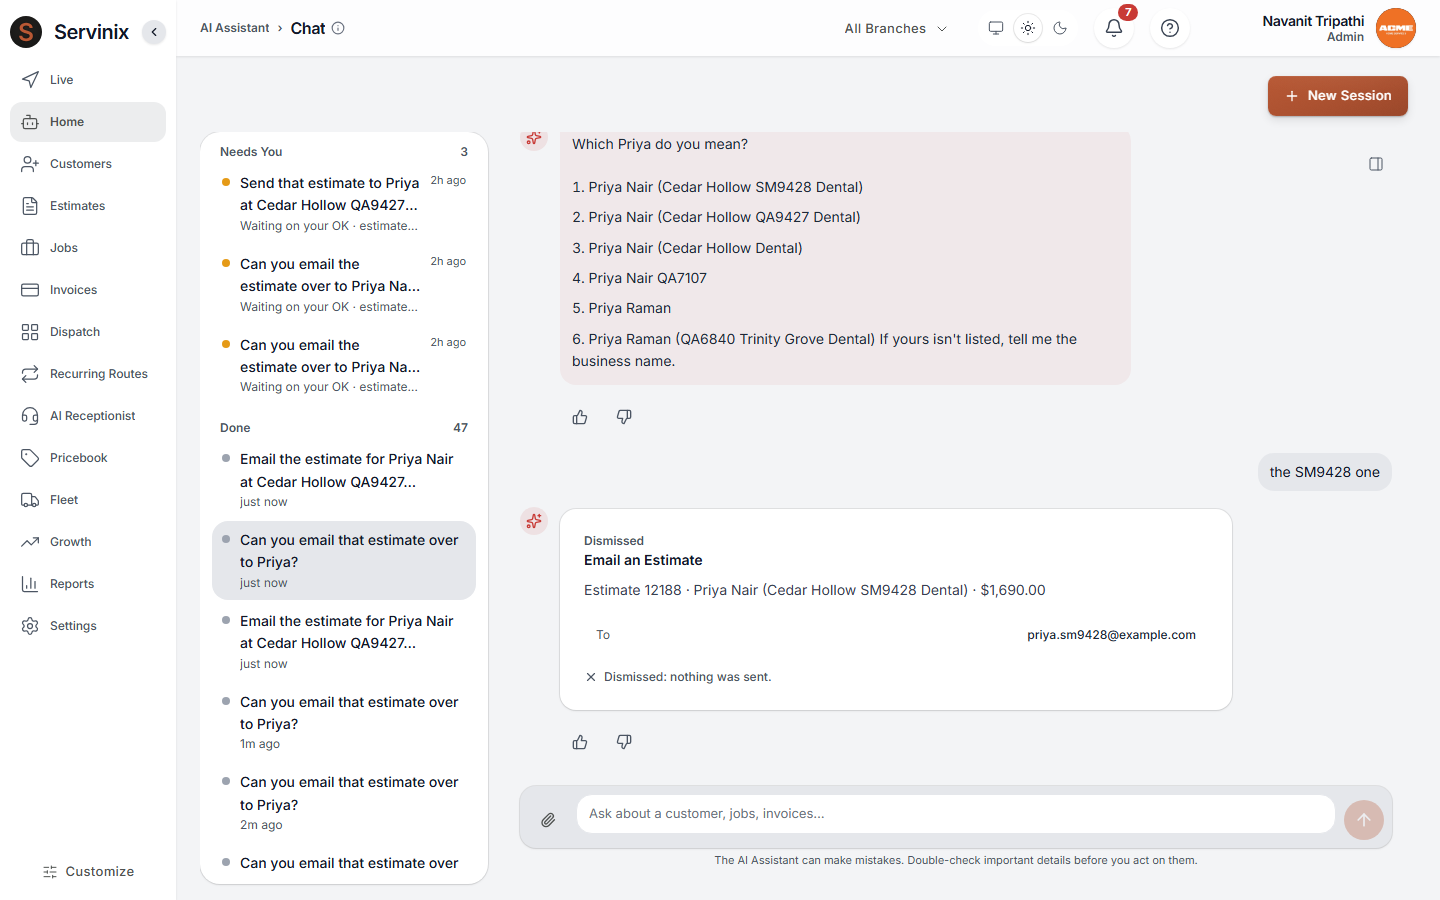 S Servinix
Live
Home
Customers
Estimates
Jobs
Invoices
Dispatch
Recurring Routes
AI Receptionist
Pricebook
Fleet
Growth
Reports
Settings
Customize
AI Assistant › Chat
All Branches
7
Navanit Tripathi
Admin
ACME
+ New Session
Needs You 3
Send that estimate to Priya 2h ago
at Cedar Hollow QA9427...
Waiting on your OK · estimate...
Can you email the 2h ago
estimate over to Priya Na...
Waiting on your OK · estimate...
Can you email the 2h ago
estimate over to Priya Na...
Waiting on your OK · estimate...
Done 47
Email the estimate for Priya Nair
at Cedar Hollow QA9427...
just now
Can you email that estimate over
to Priya?
just now
Email the estimate for Priya Nair
at Cedar Hollow QA9427...
just now
Can you email that estimate over
to Priya?
1m ago
Can you email that estimate over
to Priya?
2m ago
Can you email that estimate over
Which Priya do you mean?
1. Priya Nair (Cedar Hollow SM9428 Dental)
2. Priya Nair (Cedar Hollow QA9427 Dental)
3. Priya Nair (Cedar Hollow Dental)
4. Priya Nair QA7107
5. Priya Raman
6. Priya Raman (QA6840 Trinity Grove Dental) If yours isn't listed, tell me the
business name.
the SM9428 one
Dismissed
Email an Estimate
Estimate 12188 · Priya Nair (Cedar Hollow SM9428 Dental) · $1,690.00
To priya.sm9428@example.com
Dismissed: nothing was sent.
Ask about a customer, jobs, invoices...
The AI Assistant can make mistakes. Double-check important details before you act on them.